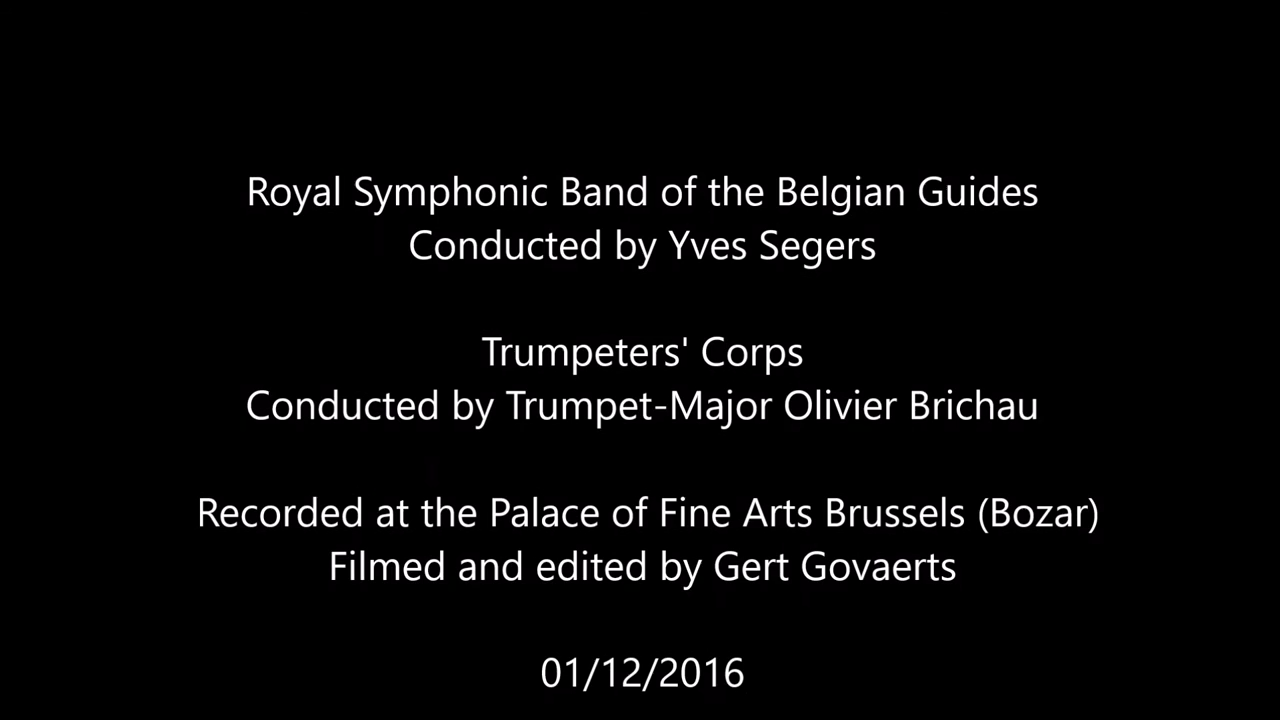 Royal Symphonic Band of the Belgian Guides
Conducted by Yves Segers
Trumpeters' Corps
Conducted by Trumpet-Major Olivier Brichau
Recorded at the Palace of Fine Arts Brussels (Bozar)
Filmed and edited by Gert Govaerts
01/12/2016